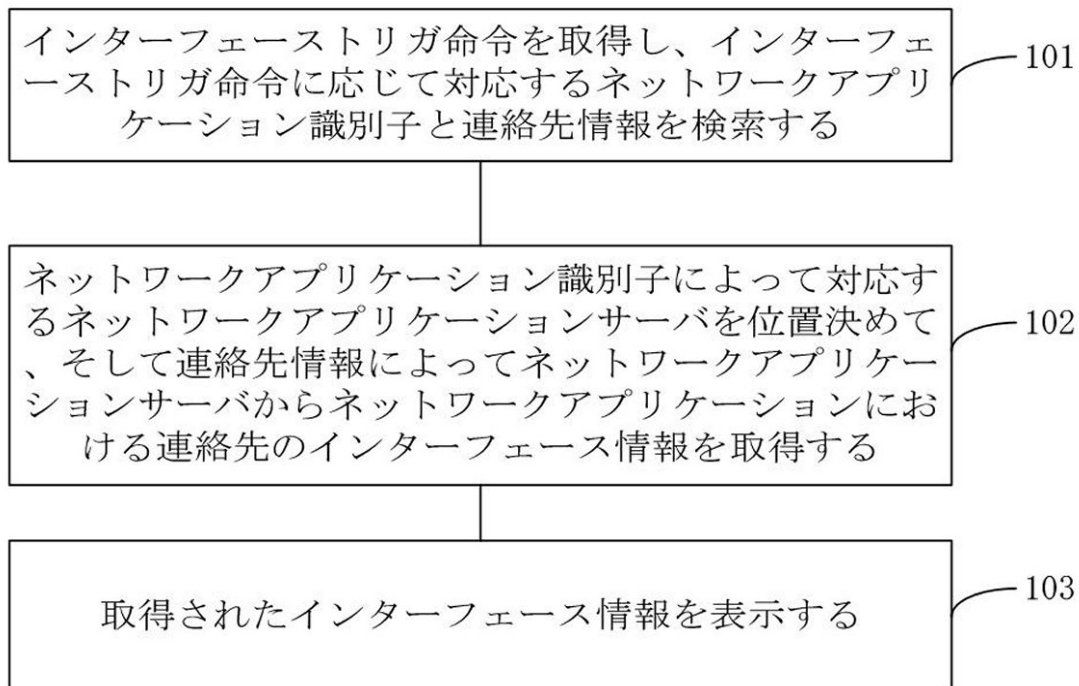 インターフェーストリガ命令を取得し、インターフェ
ーストリガ命令に応じて対応するネットワークアプリ
ケーション識別子と連絡先情報を検索する
101
ネットワークアプリケーション識別子によって対応す
るネットワークアプリケーションサーバを位置決めて
、そして連絡先情報によってネットワークアプリケー
ションサーバからネットワークアプリケーションにお
ける連絡先のインターフェース情報を取得する
102
取得されたインターフェース情報を表示する
103